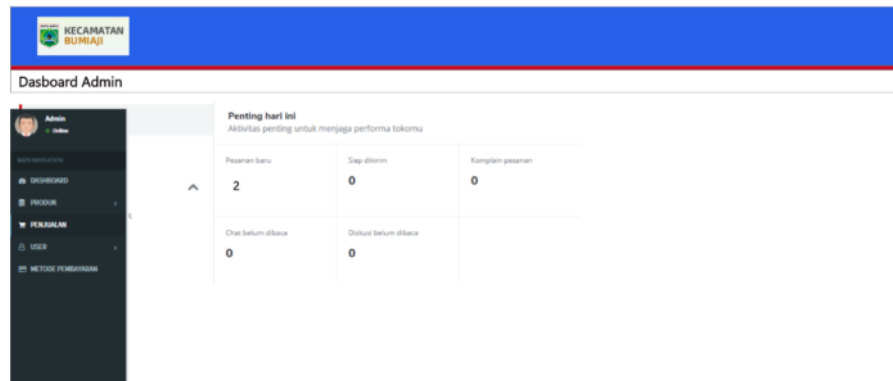 KECAMATAN
BUMIAJI
Dasboard Admin
Admin
Online
MAIN NAVIGATION
DASHBOARD
PRODUK
PENJUALAN
USER
METODE PEMBAYARAN
Penting hari ini
Aktivitas penting untuk menjaga performa tokomu
Pesanan baru
2
Siap dikirim
0
Komplain pesanan
0
Chat belum dibaca
0
Diskusi belum dibaca
0